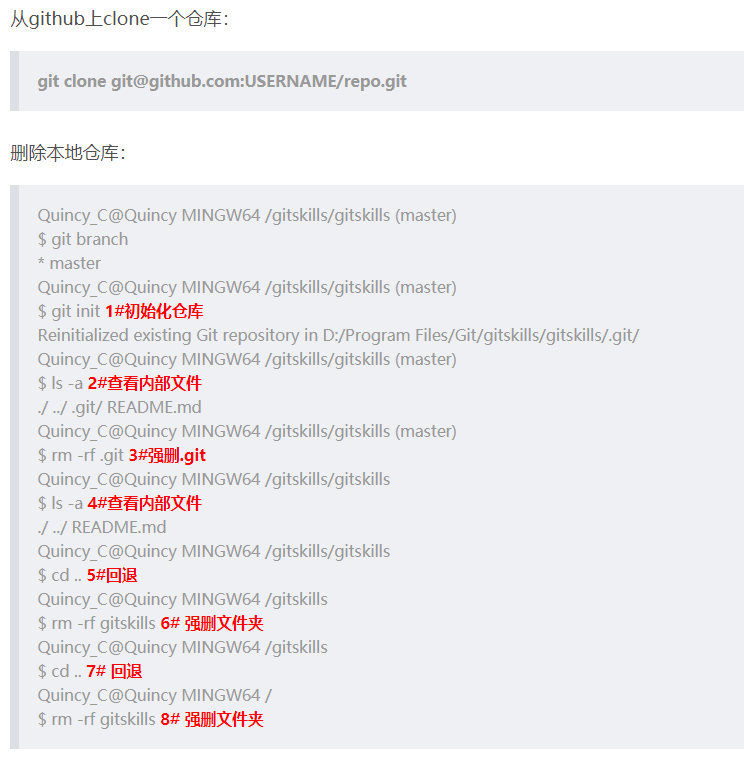 从github上clone一个仓库：
git clone git@github.com:USERNAME/repo.git
删除本地仓库：
Quincy_C@Quincy MINGW64 /gitskills/gitskills (master)
$ git branch
* master
Quincy_C@Quincy MINGW64 /gitskills/gitskills (master)
$ git init 1#初始化仓库
Reinitialized existing Git repository in D:/Program Files/Git/gitskills/gitskills/.git/
Quincy_C@Quincy MINGW64 /gitskills/gitskills (master)
$ ls -a 2#查看内部文件
./ ../ .git/ README.md
Quincy_C@Quincy MINGW64 /gitskills/gitskills (master)
$ rm -rf .git 3#强删.git
Quincy_C@Quincy MINGW64 /gitskills/gitskills
$ ls -a 4#查看内部文件
./ ../ README.md
Quincy_C@Quincy MINGW64 /gitskills/gitskills
$ cd .. 5#回退
Quincy_C@Quincy MINGW64 /gitskills
$ rm -rf gitskills 6# 强删文件夹
Quincy_C@Quincy MINGW64 /gitskills
$ cd .. 7# 回退
Quincy_C@Quincy MINGW64 /
$ rm -rf gitskills 8# 强删文件夹